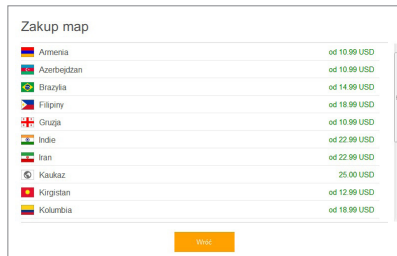 Zakup map
Armenia od 10.99 USD
Azerbejdżan od 10.99 USD
Brazylia od 14.99 USD
Filipiny od 18.99 USD
Gruzja od 10.99 USD
Indie od 22.99 USD
Iran od 22.99 USD
Kaukaz 25.00 USD
Kirgistan od 12.99 USD
Kolumbia od 18.99 USD
Wróć